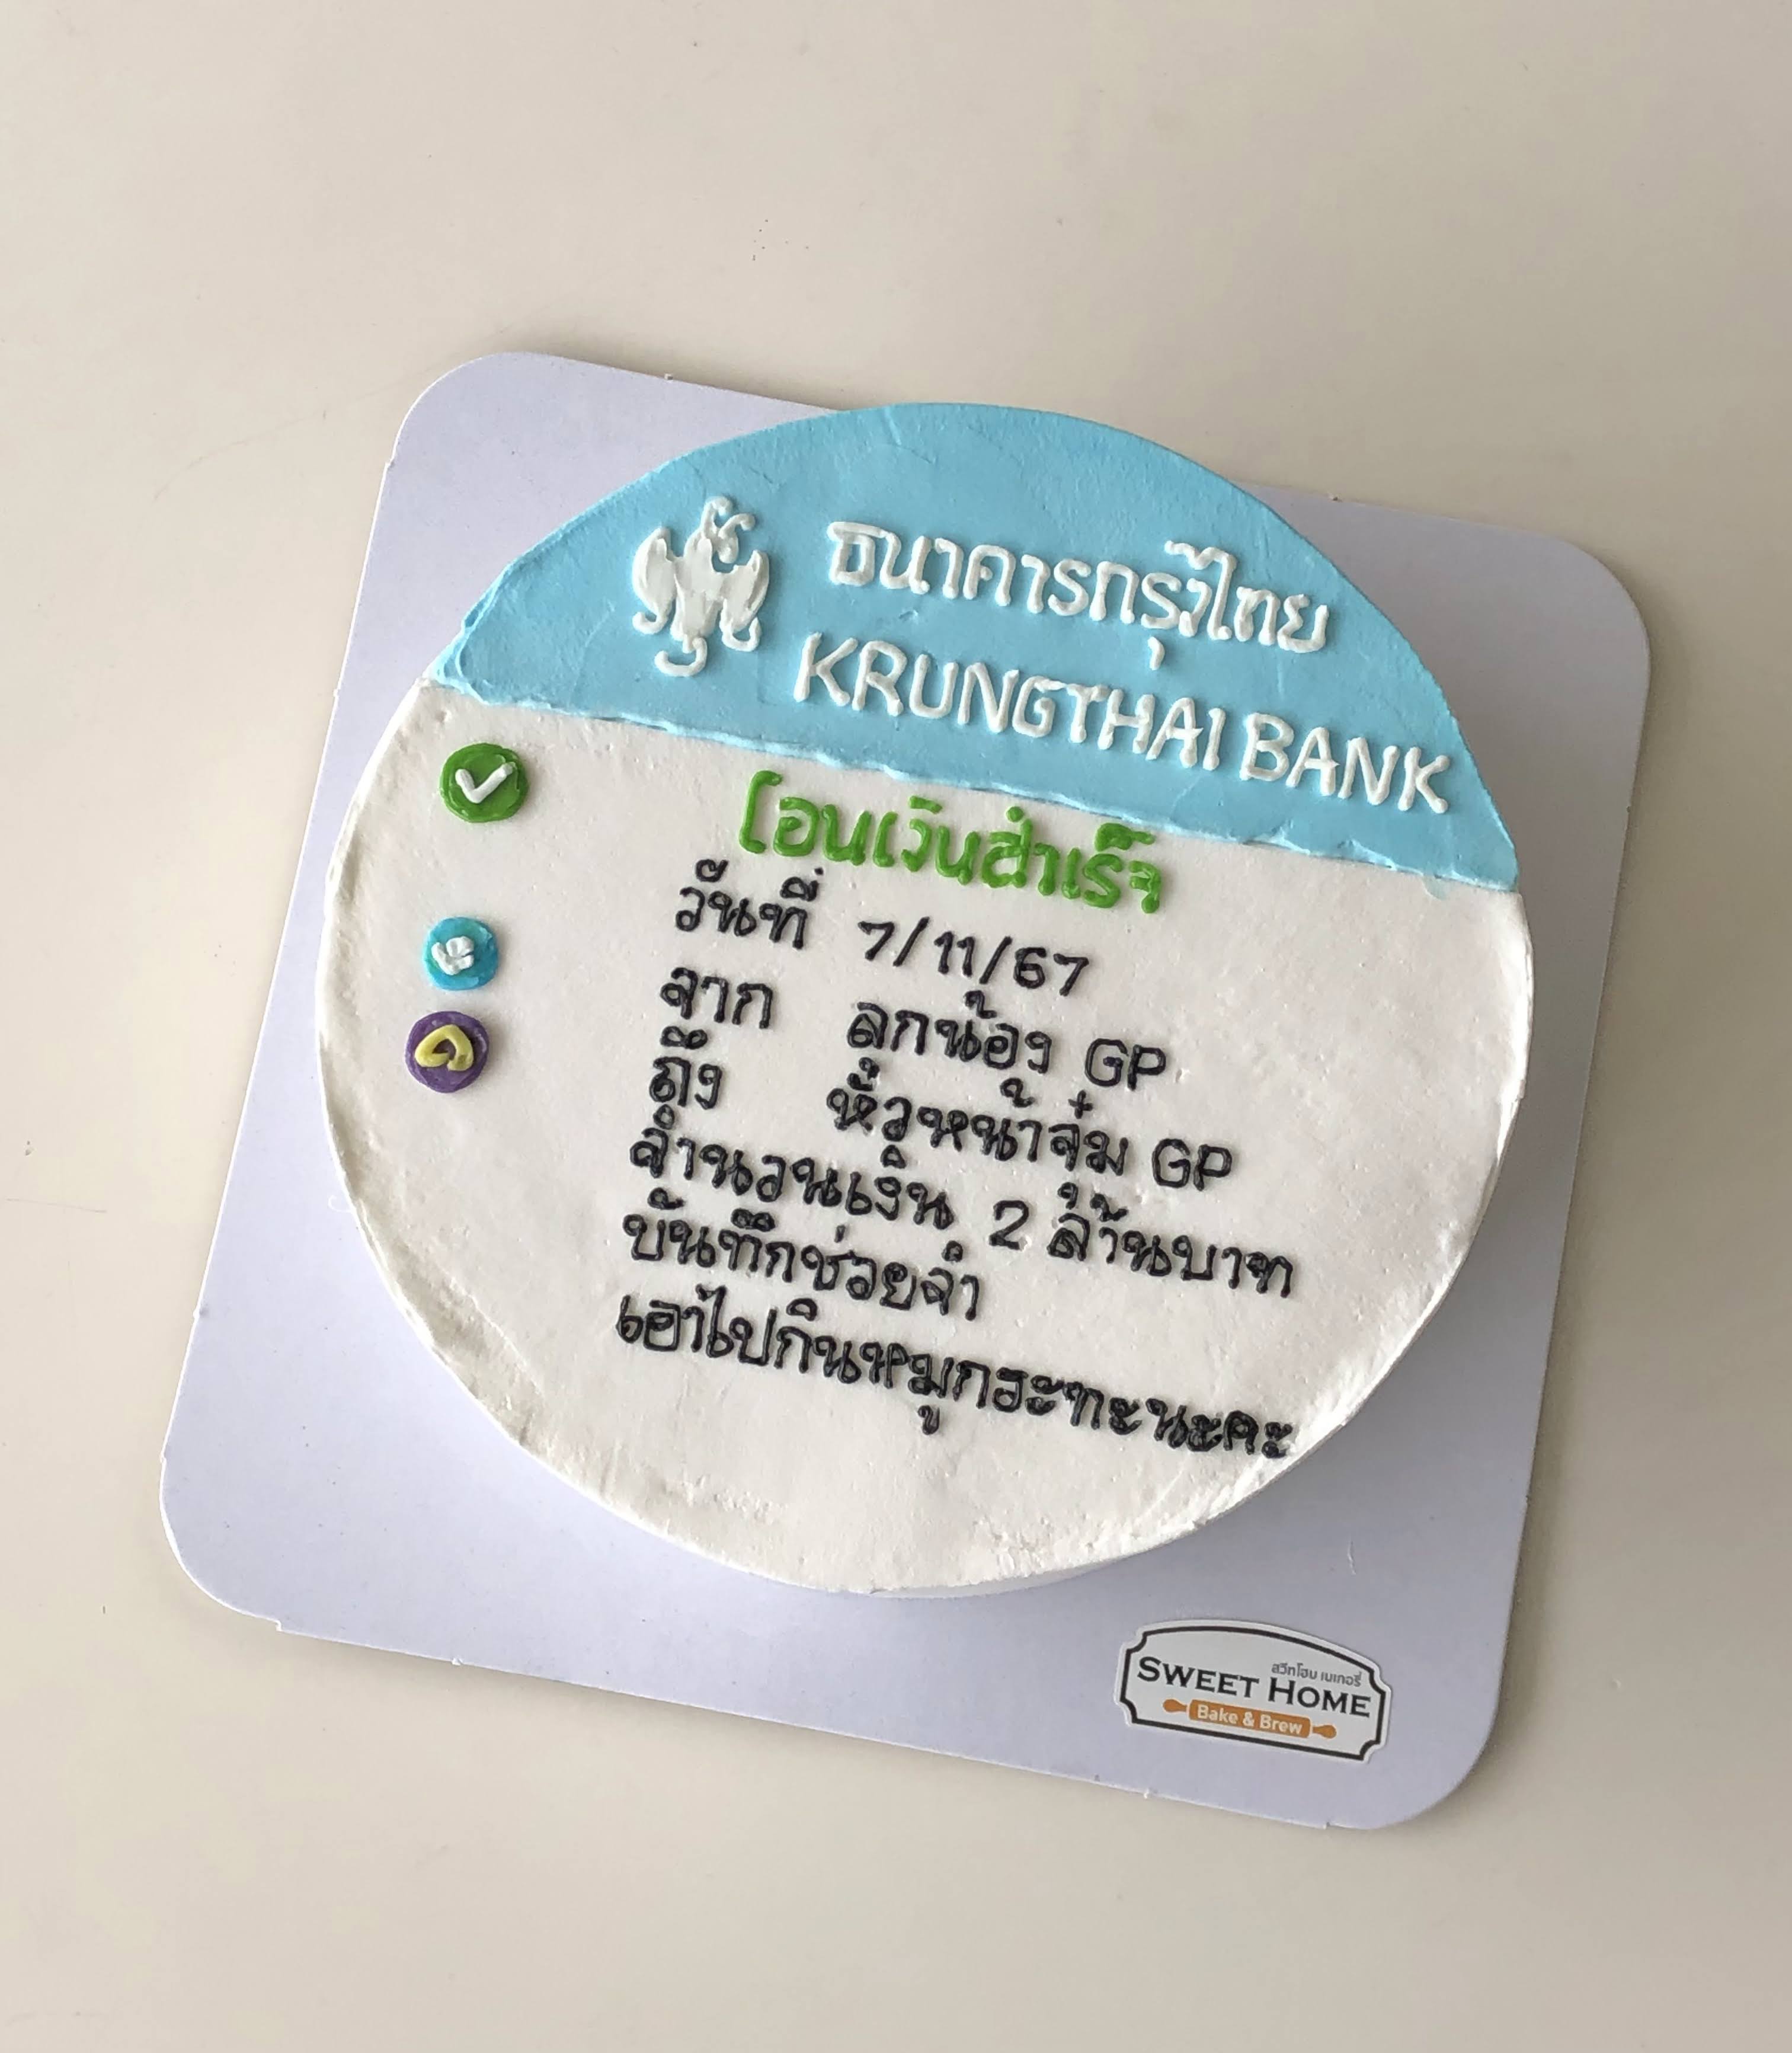 ธนาคารกรุงไทย
KRUNGTHAI BANK
โอนเงินสำเร็จ
วันที่ 7/11/67
จาก ลูกน้อง GP
ถึง หัวหน้าจุ๋ม GP
จำนวนเงิน 2 ล้านบาท
บันทึกช่วยจำ
เอาไปกินหมูกระทะนะคะ
สวีทโฮม เบเกอรี่
SWEET HOME
Bake & Brew